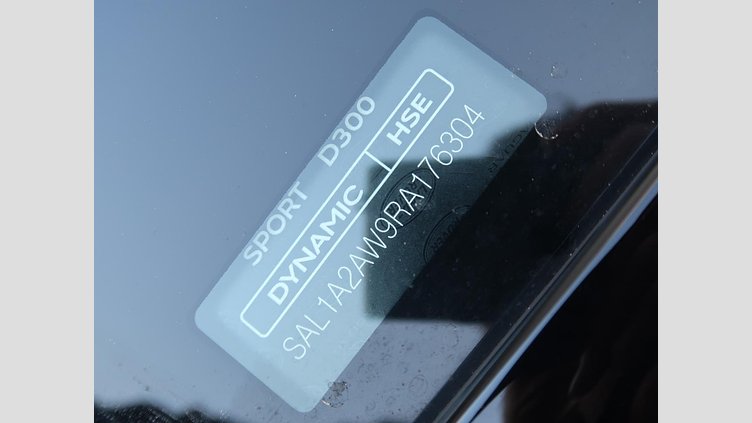 SPORT D300
DYNAMIC HSE
SAL1A2AW9RA176304